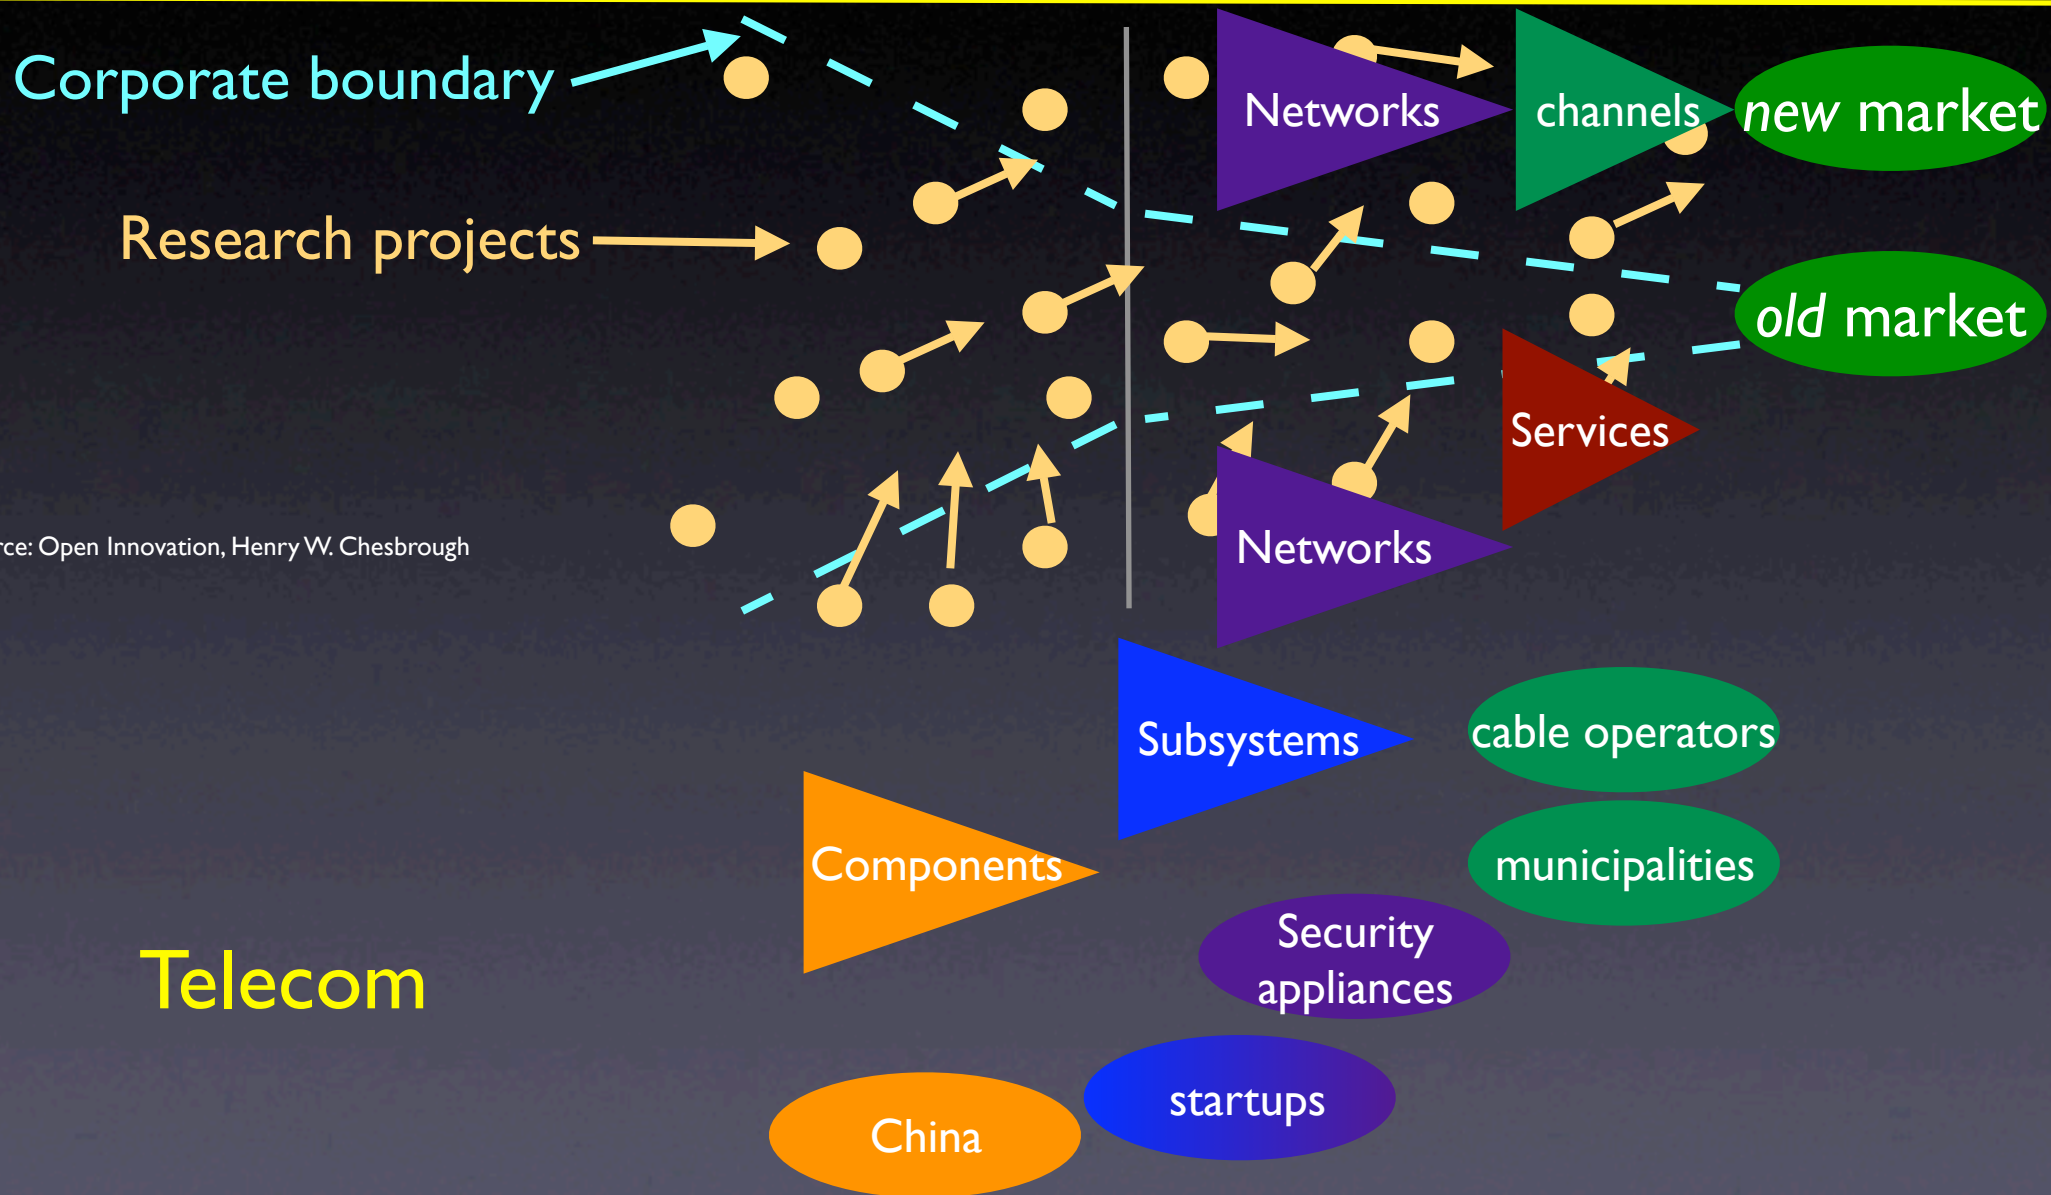 Corporate boundary
Networks
channels
new market
Research projects
old market
Services
rce: Open Innovation, Henry W. Chesbrough
Networks
Subsystems
cable operators
Components
municipalities
Security
appliances
Telecom
startups
China